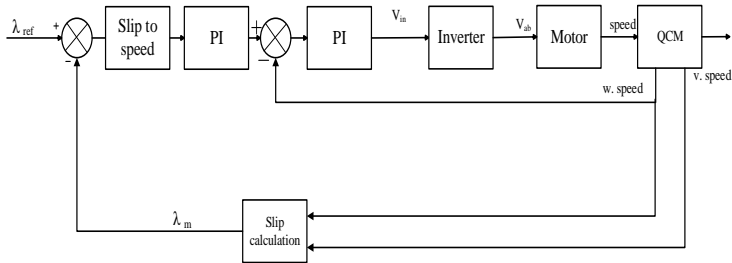 λ ref
+
-
Slip to
speed
PI
+
−
PI
V in
Inverter
V ab
Motor
speed
QCM
v. speed
w. speed
λ m
Slip
calculation